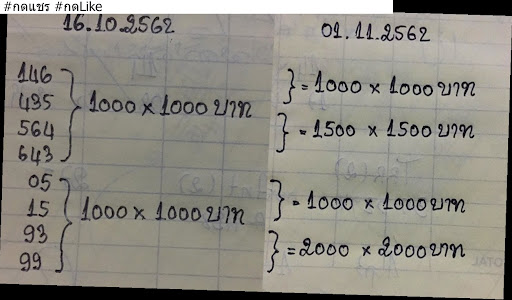 #กดแชร #กดLike
16.10.2562
146
435
564
643
} 1000 x 1000 บาท
05
15
93
99
} 1000 x 1000 บาท
01.11.2562
} = 1000 x 1000 บาท
} = 1500 x 1500 บาท
} = 1000 x 1000 บาท
} = 2000 x 2000 บาท
TOTAL